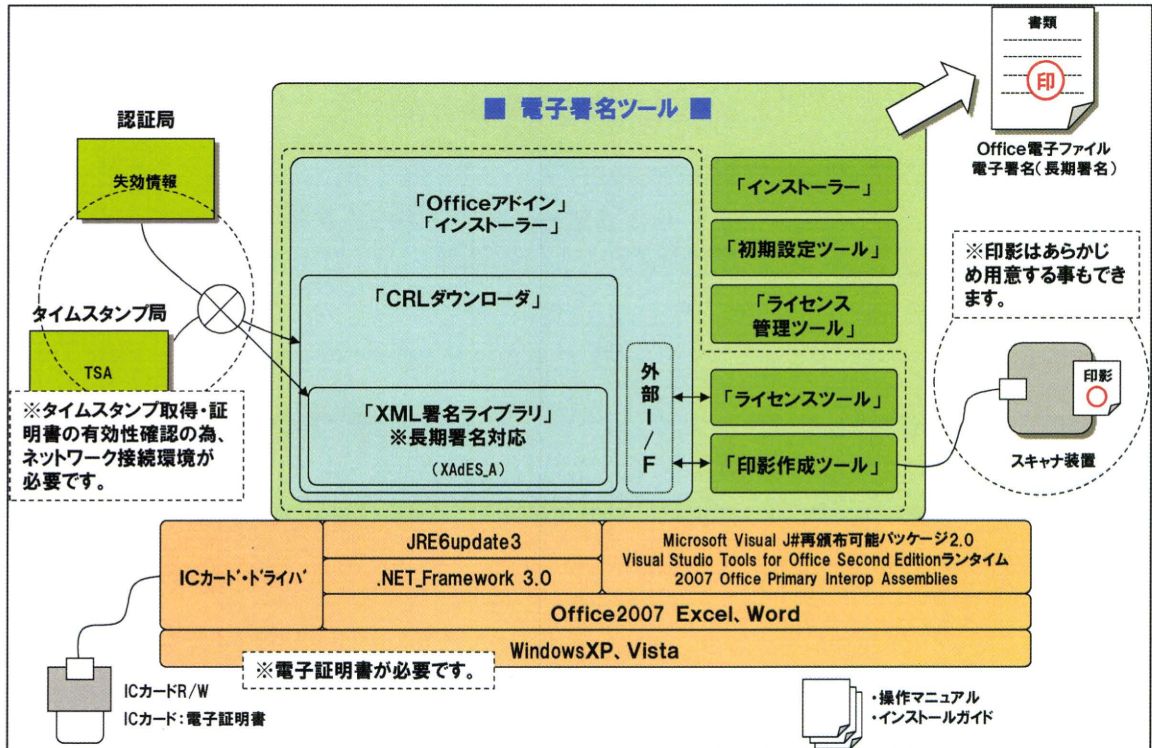 書類
印
Office電子ファイル
電子署名(長期署名)
■ 電子署名ツール ■
認証局
失効情報
タイムスタンプ局
TSA
※タイムスタンプ取得・証
明書の有効性確認の為、
ネットワーク接続環境が
必要です。
「Officeアドイン」
「インストーラー」
「CRLダウンローダ」
「XML署名ライブラリ」
※長期署名対応
(XAdES_A)
外部I/F
「インストーラー」
「初期設定ツール」
「ライセンス
管理ツール」
「ライセンスツール」
「印影作成ツール」
※印影はあらかじ
め用意する事もでき
ます。
印影
スキャナ装置
ICカード・ドライバ
JRE6update3
.NET_Framework 3.0
Microsoft Visual J#再頒布可能パッケージ2.0
Visual Studio Tools for Office Second Editionランタイム
2007 Office Primary Interop Assemblies
Office2007 Excel、Word
WindowsXP、Vista
※電子証明書が必要です。
ICカードR/W
ICカード:電子証明書
・操作マニュアル
・インストールガイド